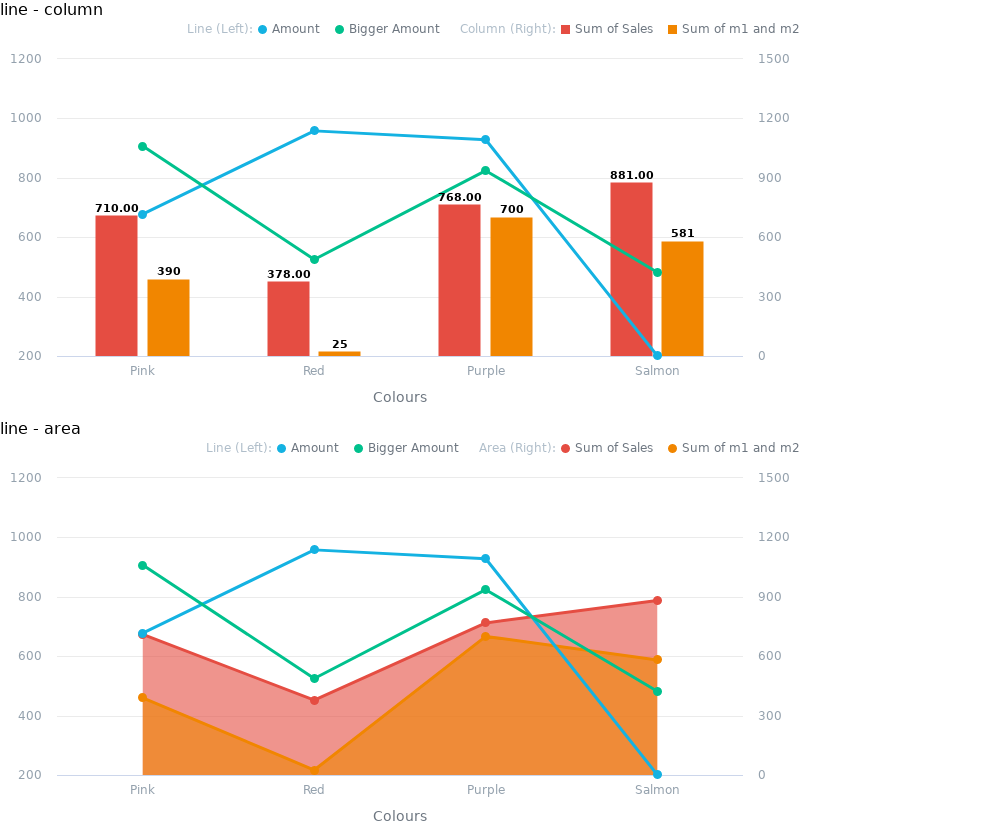 line - column
Line (Left): Amount Bigger Amount Column (Right): Sum of Sales Sum of m1 and m2
1200 1500
1000 1200
800 900
600 600
400 300
200 0
710.00 390 378.00 25 768.00 700 881.00 581
Pink Red Purple Salmon
Colours
line - area
Line (Left): Amount Bigger Amount Area (Right): Sum of Sales Sum of m1 and m2
1200 1500
1000 1200
800 900
600 600
400 300
200 0
Pink Red Purple Salmon
Colours